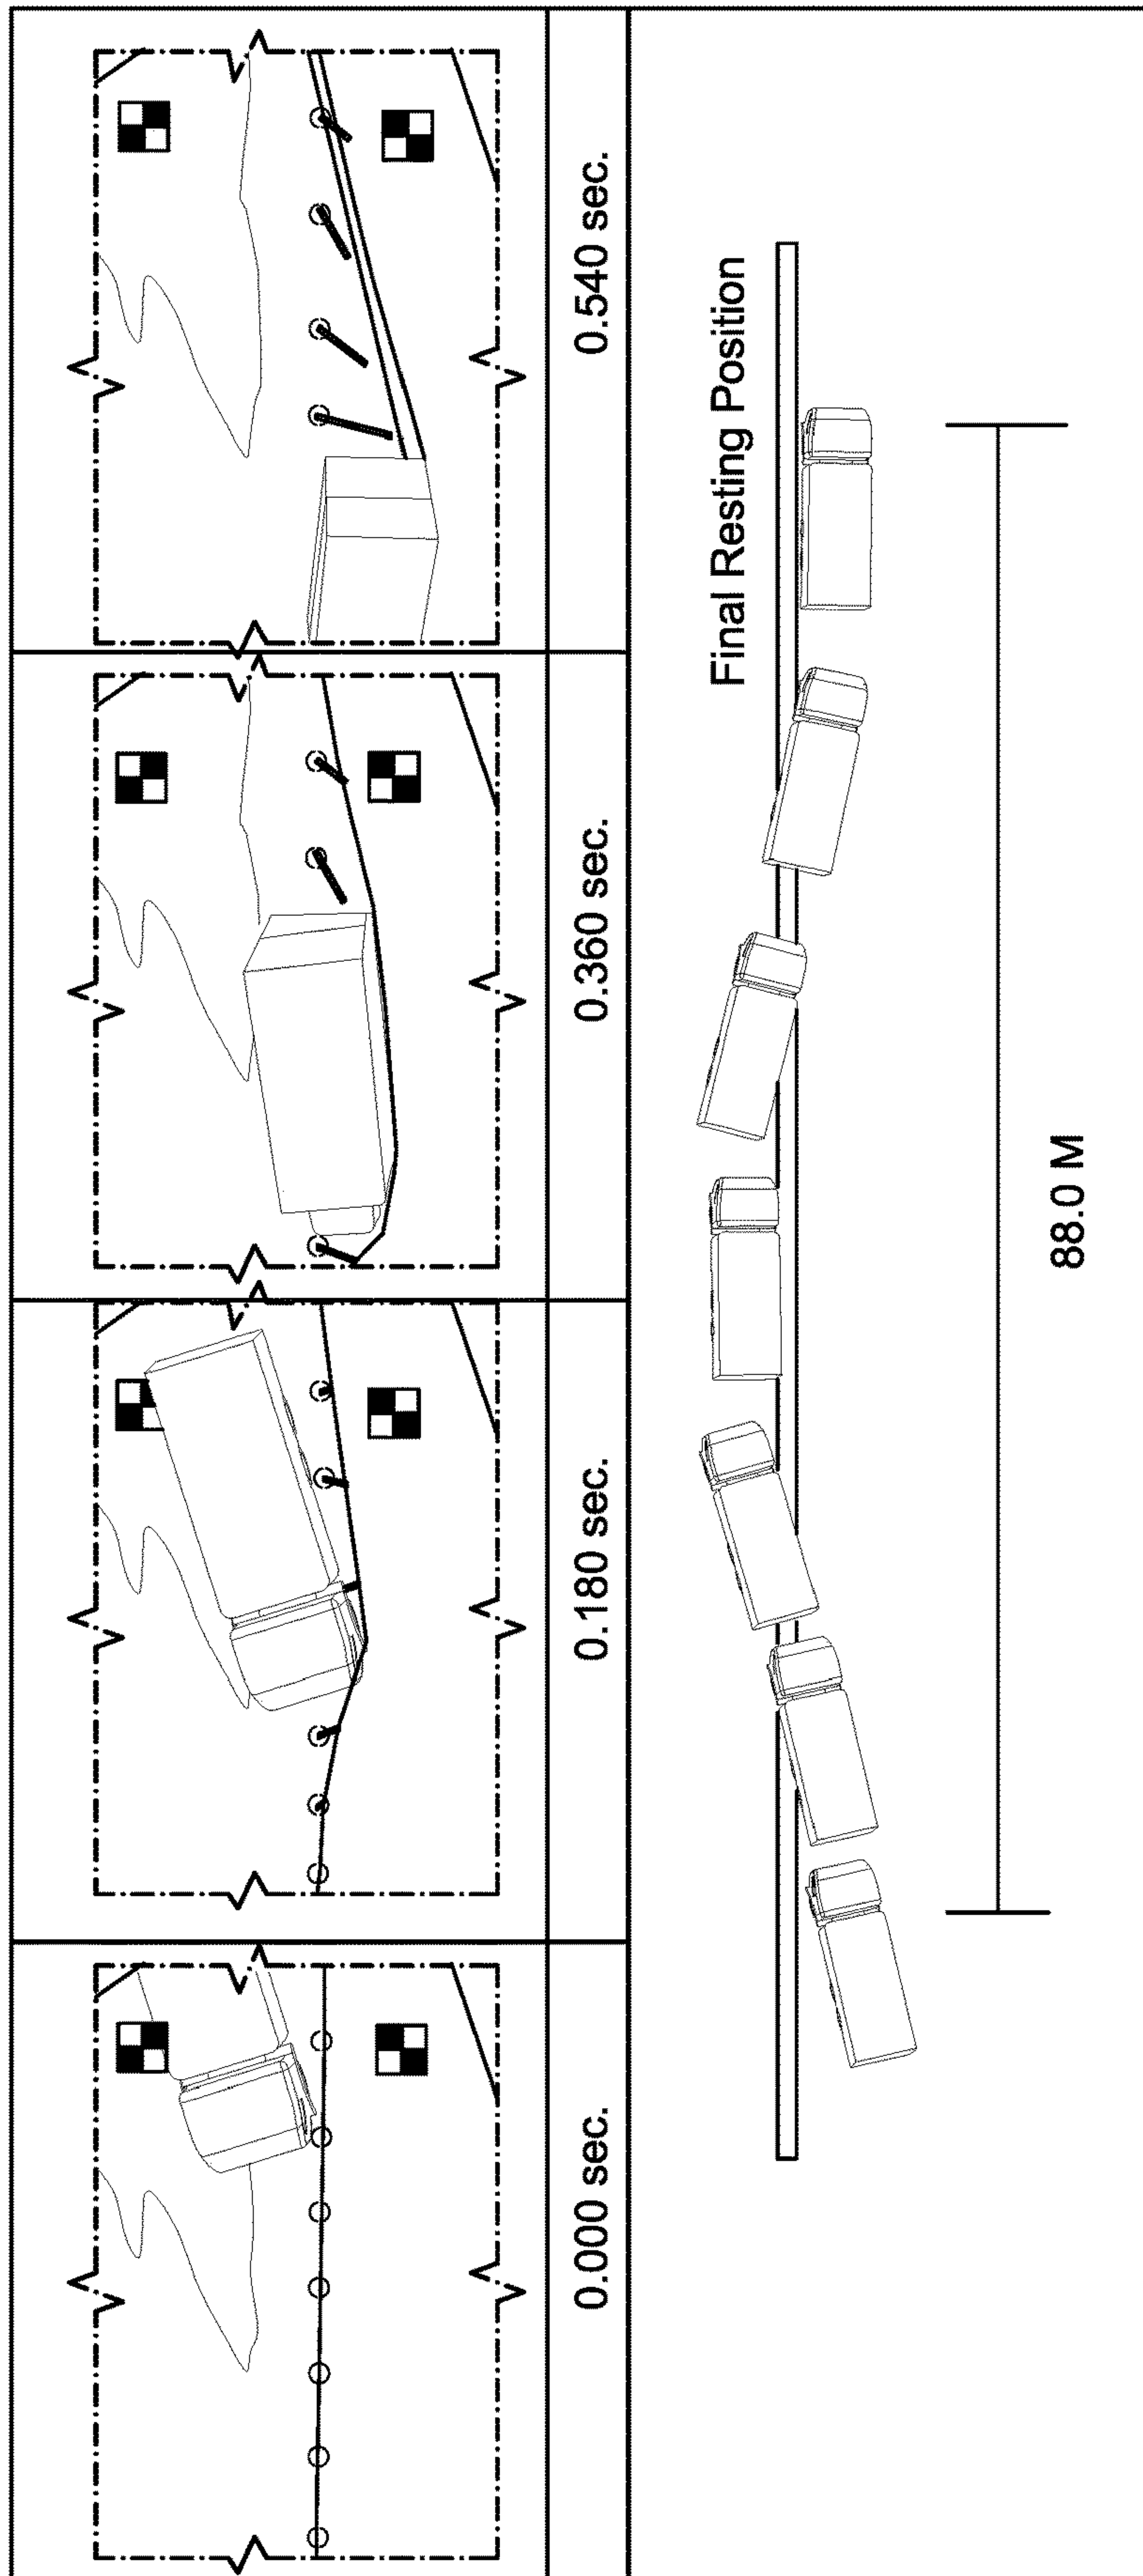 0.000 sec.
0.180 sec.
0.360 sec.
0.540 sec.
Final Resting Position
88.0 M